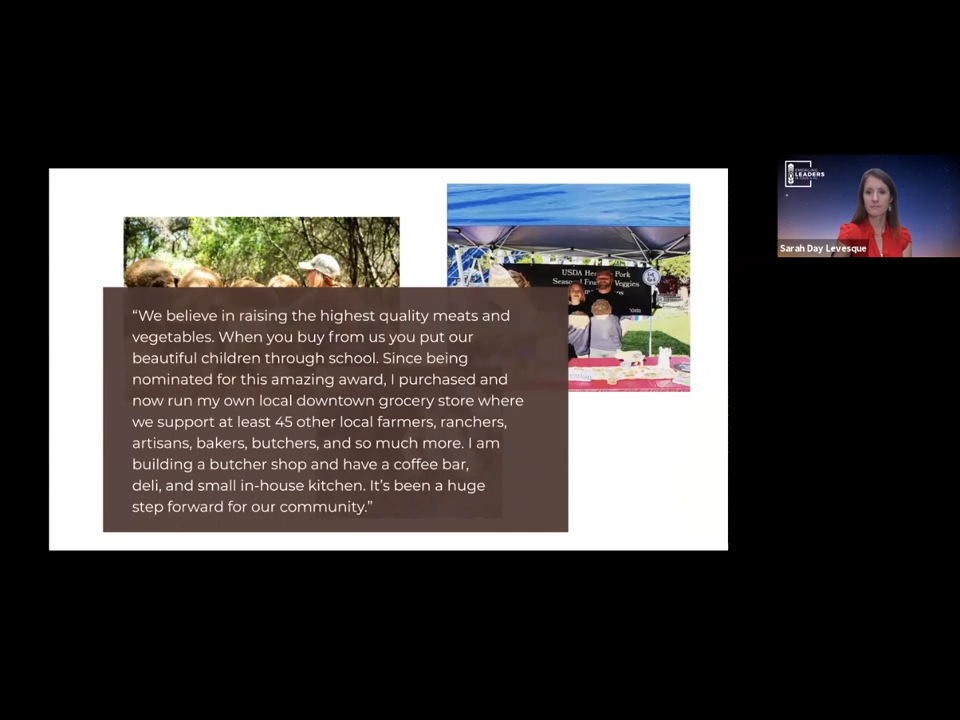 LEADERS
Sarah Day Levesque
USDA Pork
Veggies
“We believe in raising the highest quality meats and
vegetables. When you buy from us you put our
beautiful children through school. Since being
nominated for this amazing award, I purchased and
now run my own local downtown grocery store where
we support at least 45 other local farmers, ranchers,
artisans, bakers, butchers, and so much more. I am
building a butcher shop and have a coffee bar,
deli, and small in-house kitchen. It’s been a huge
step forward for our community.”